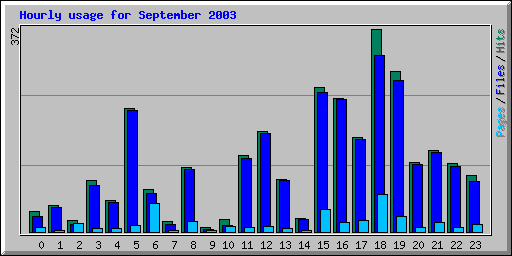 Hourly usage for September 2003
372
Pages/Files/Hits
0 1 2 3 4 5 6 7 8 9 10 11 12 13 14 15 16 17 18 19 20 21 22 23